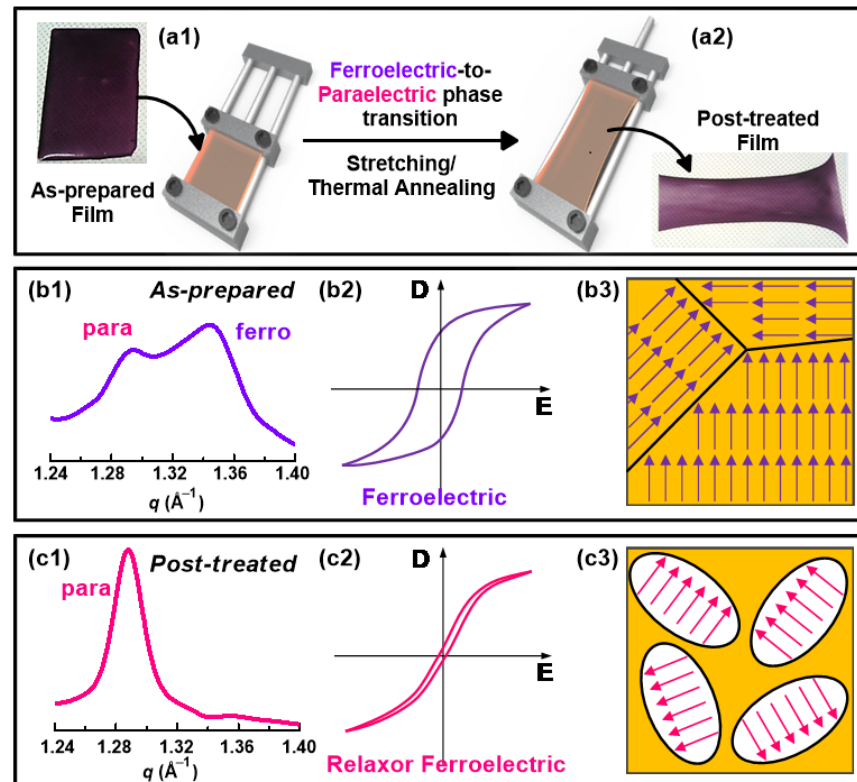 (a1)
(a2)
Ferroelectric-to-
Paraelectric phase
transition
Stretching/
Thermal Annealing
As-prepared
Film
Post-treated
Film
(b1)
As-prepared
para
ferro
1.24 1.28 1.32 1.36 1.40
q (Å⁻¹)
(b2)
D
E
Ferroelectric
(b3)
(c1)
Post-treated
para
1.24 1.28 1.32 1.36 1.40
q (Å⁻¹)
(c2)
D
E
Relaxor Ferroelectric
(c3)